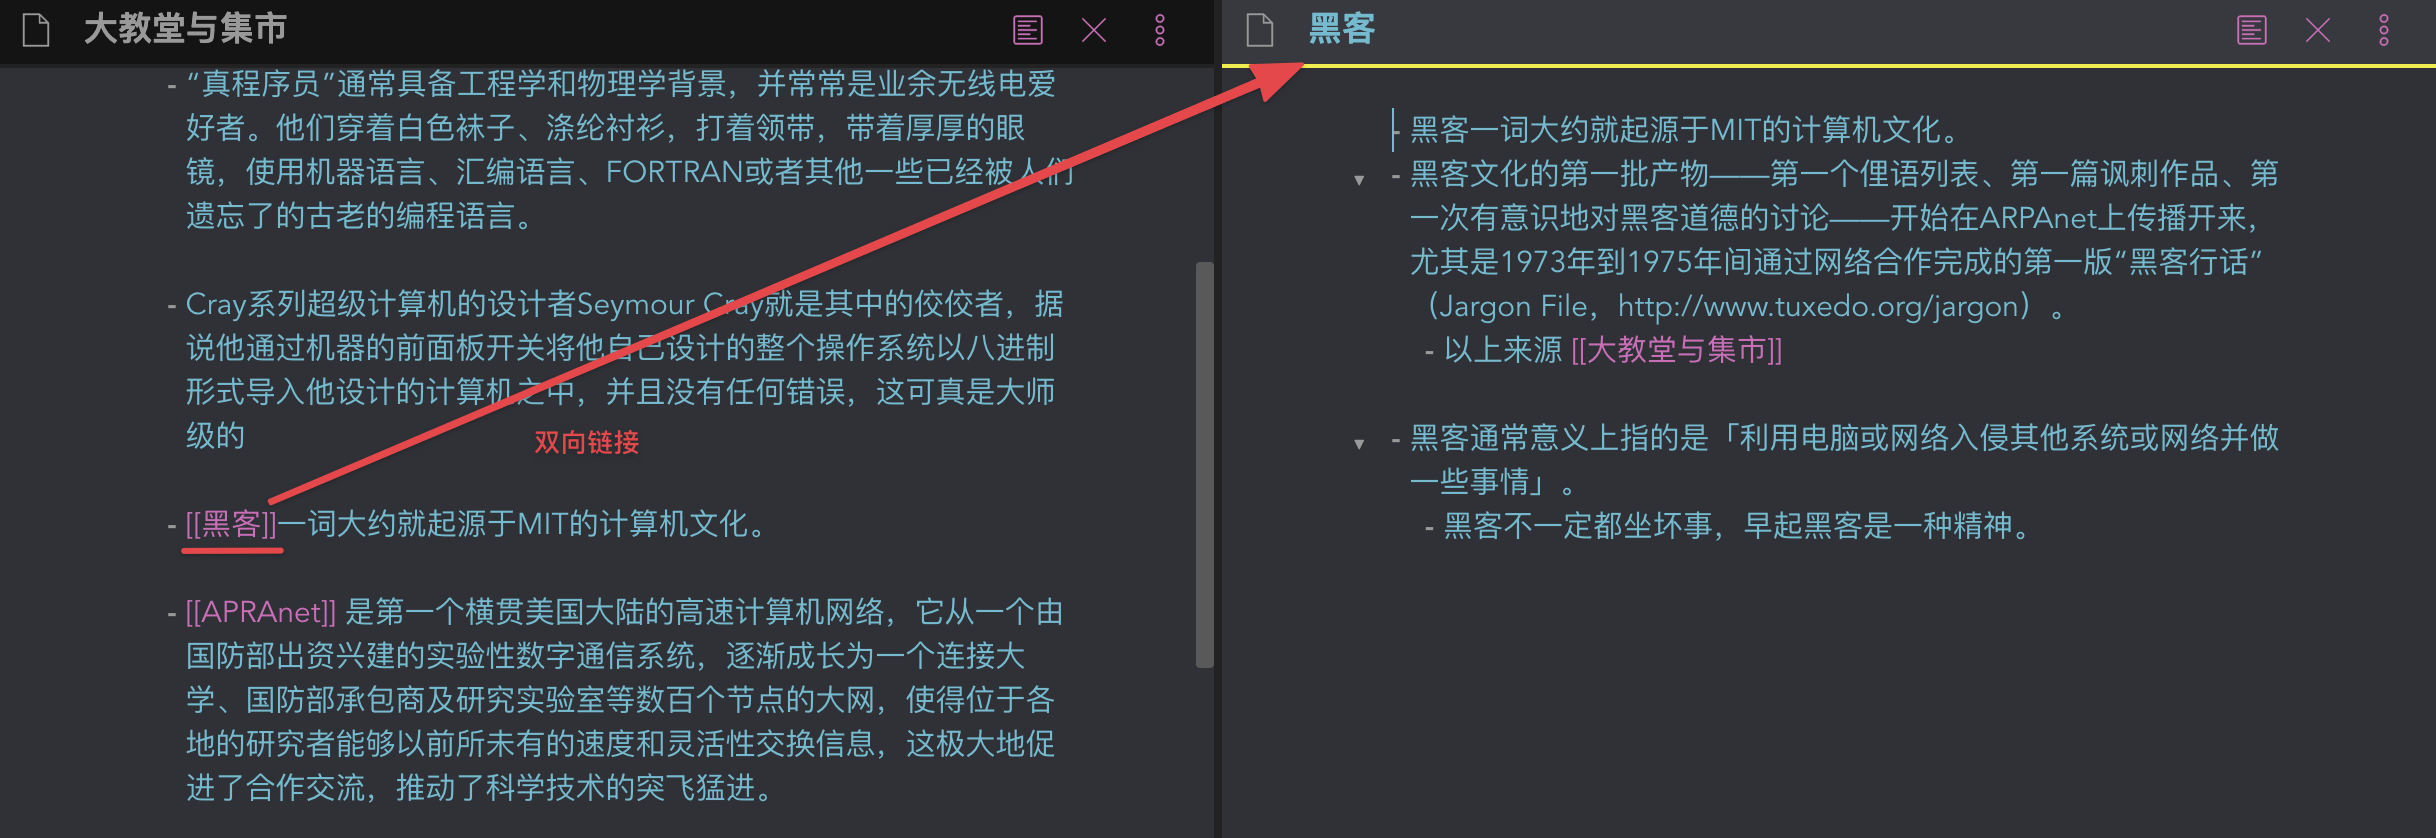 大教堂与集市
- “真程序员”通常具备工程学和物理学背景，并常常是业余无线电爱
好者。他们穿着白色袜子、涤纶衬衫，打着领带，带着厚厚的眼
镜，使用机器语言、汇编语言、FORTRAN或者其他一些已经被人们
遗忘了的古老的编程语言。
- Cray系列超级计算机的设计者Seymour Cray就是其中的佼佼者，据
说他通过机器的前面板开关将他自己设计的整个操作系统以八进制
形式导入他设计的计算机之中，并且没有任何错误，这可真是大师
级的
双向链接
- [[黑客]]一词大约就起源于MIT的计算机文化。
- [[APRAnet]] 是第一个横贯美国大陆的高速计算机网络，它从一个由
国防部出资兴建的实验性数字通信系统，逐渐成长为一个连接大
学、国防部承包商及研究实验室等数百个节点的大网，使得位于各
地的研究者能够以前所未有的速度和灵活性交换信息，这极大地促
进了合作交流，推动了科学技术的突飞猛进。
黑客
- 黑客一词大约就起源于MIT的计算机文化。
- 黑客文化的第一批产物——第一个俚语列表、第一篇讽刺作品、第
一次有意识地对黑客道德的讨论——开始在ARPAnet上传播开来，
尤其是1973年到1975年间通过网络合作完成的第一版“黑客行话”
（Jargon File，http://www.tuxedo.org/jargon）。
- 以上来源 [[大教堂与集市]]
- 黑客通常意义上指的是「利用电脑或网络入侵其他系统或网络并做
一些事情」。
- 黑客不一定都坐坏事，早起黑客是一种精神。